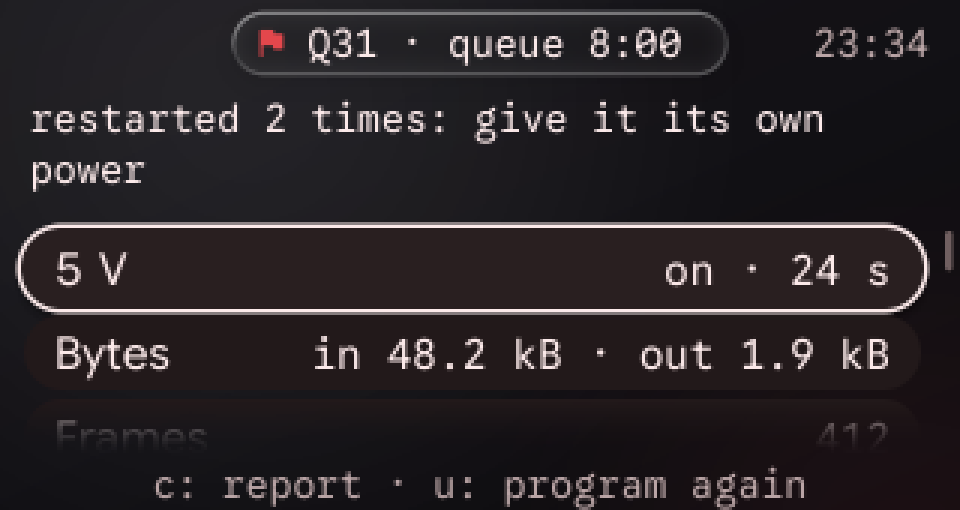 Q31 · queue 8:00
23:34
restarted 2 times: give it its own
power
5 V on · 24 s
Bytes in 48.2 kB · out 1.9 kB
Frames 412
c: report · u: program again